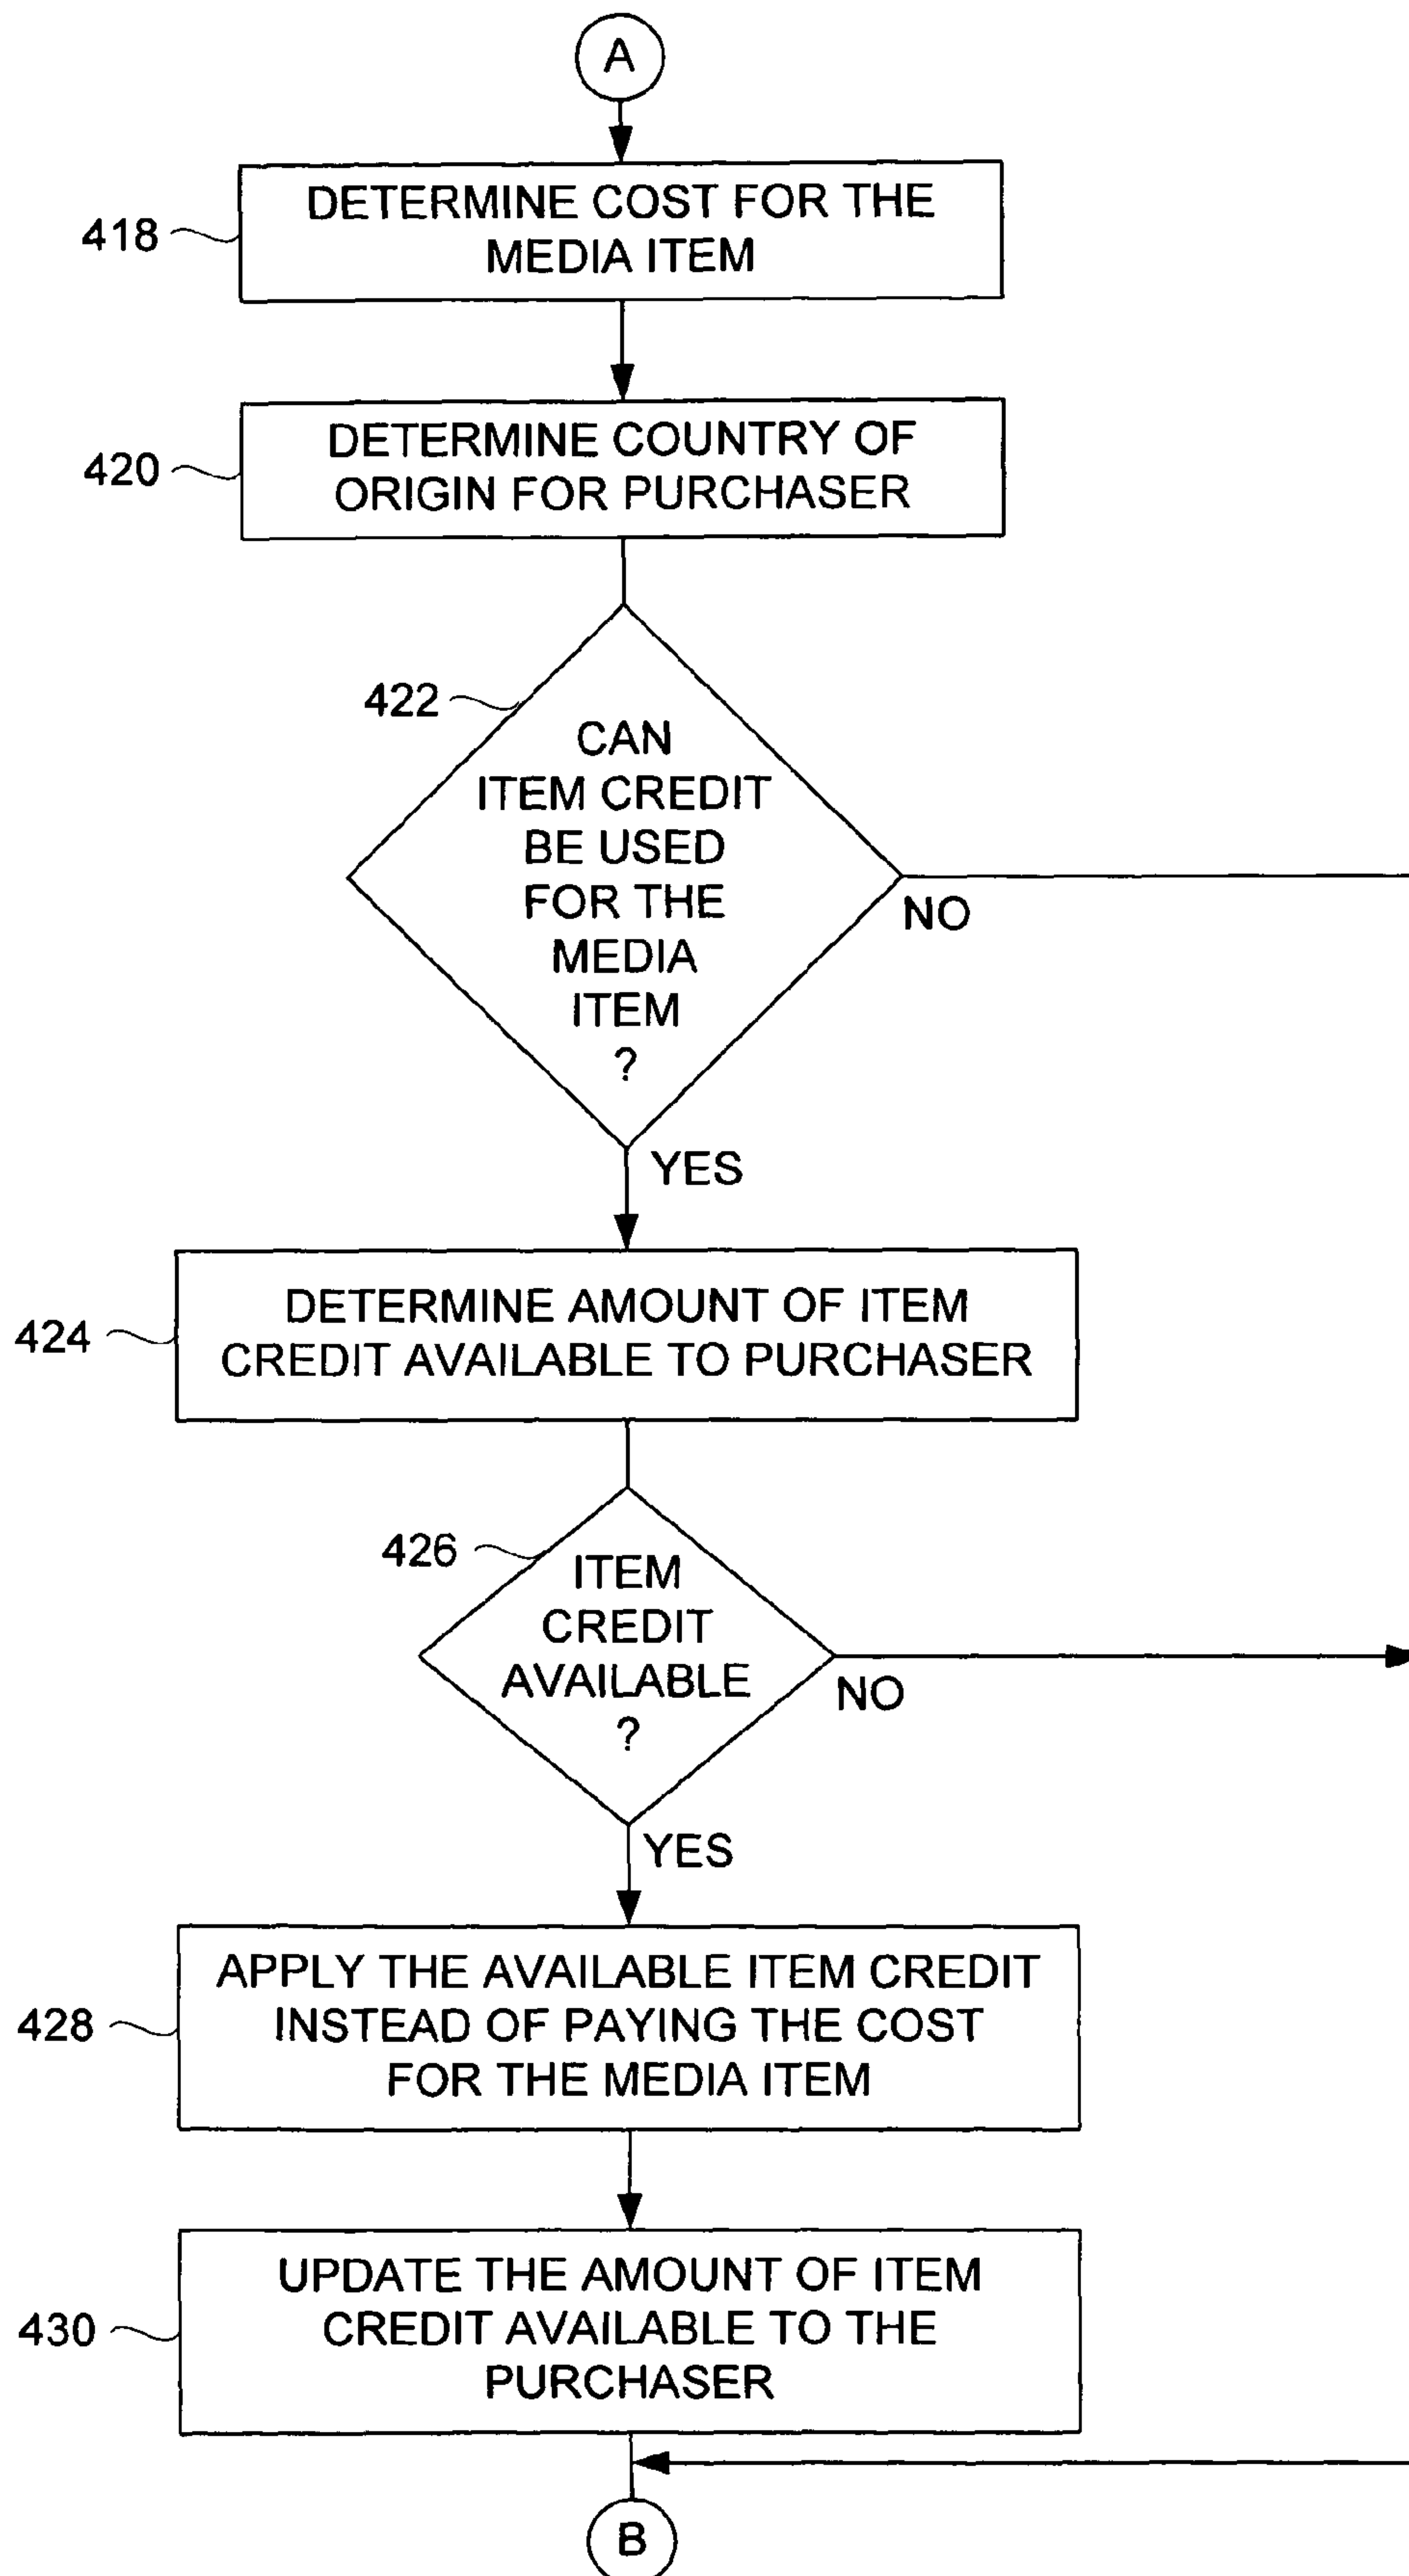 A
DETERMINE COST FOR THE
MEDIA ITEM
418
DETERMINE COUNTRY OF
ORIGIN FOR PURCHASER
420
422
CAN
ITEM CREDIT
BE USED
FOR THE
MEDIA
ITEM
?
NO
YES
DETERMINE AMOUNT OF ITEM
CREDIT AVAILABLE TO PURCHASER
424
426
ITEM
CREDIT
AVAILABLE
?
NO
YES
APPLY THE AVAILABLE ITEM CREDIT
INSTEAD OF PAYING THE COST
FOR THE MEDIA ITEM
428
UPDATE THE AMOUNT OF ITEM
CREDIT AVAILABLE TO THE
PURCHASER
430
B